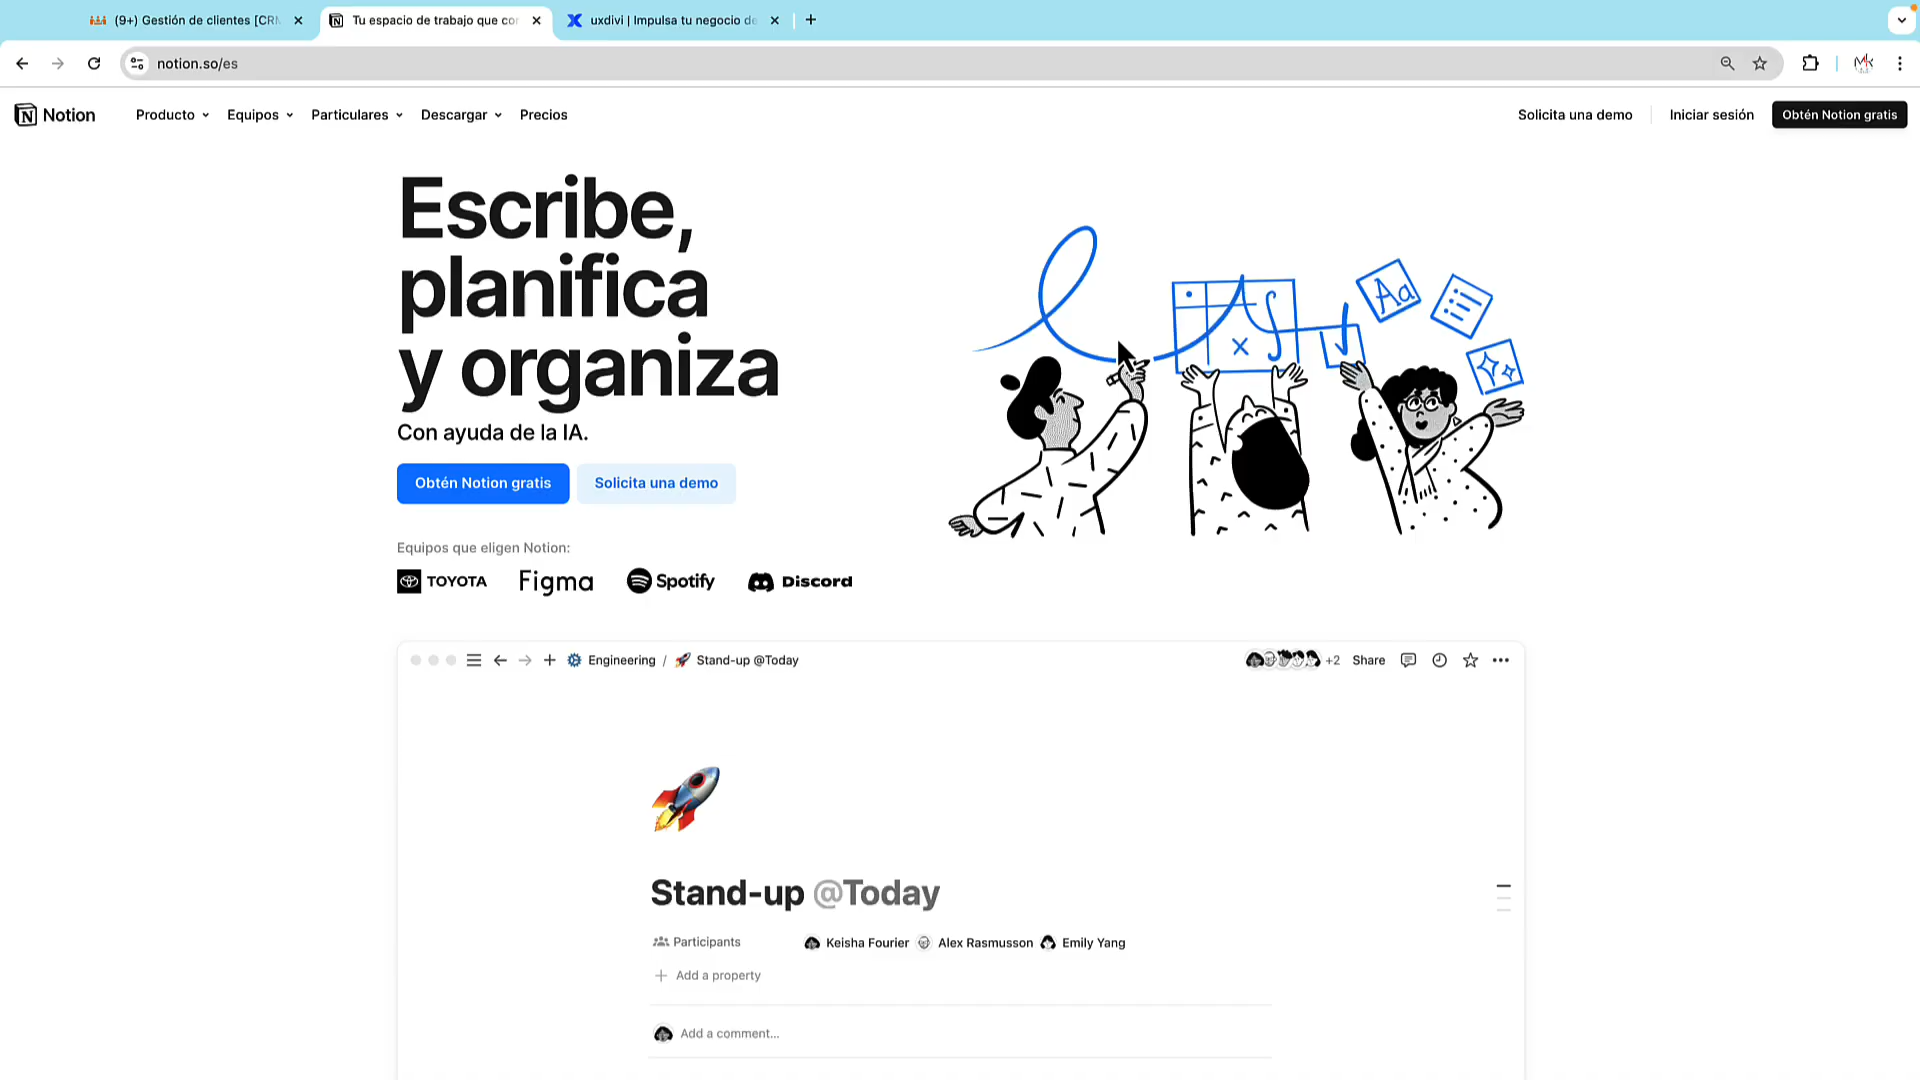 (9+) Gestión de clientes [CRM
Tu espacio de trabajo que con
uxdivi | Impulsa tu negocio de
notion.so/es
Notion
Producto
Equipos
Particulares
Descargar
Precios
Solicita una demo
Iniciar sesión
Obtén Notion gratis
Escribe,
planifica
y organiza
Con ayuda de la IA.
Obtén Notion gratis
Solicita una demo
Aa
Equipos que eligen Notion:
TOYOTA
Figma
Spotify
Discord
Engineering / Stand-up @Today
+2
Share
Stand-up @Today
Participants
Keisha Fourier
Alex Rasmusson
Emily Yang
Add a property
Add a comment...